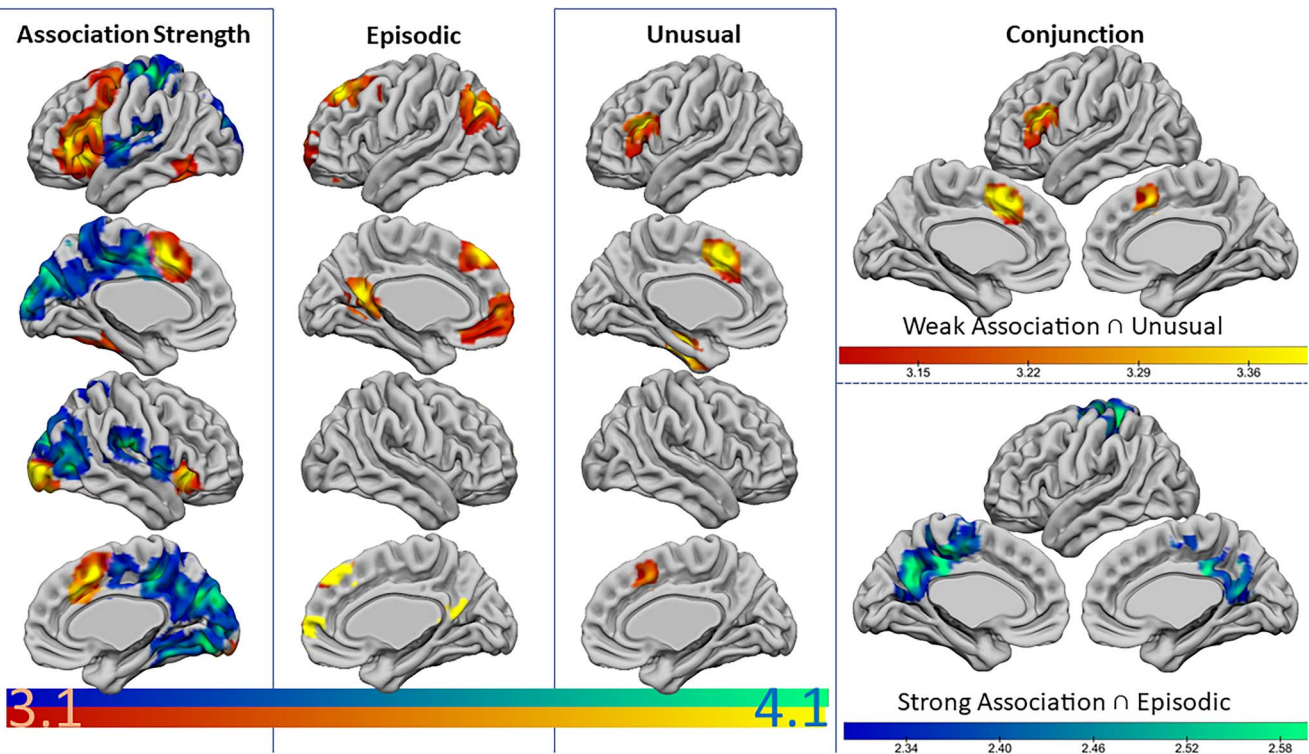 Association Strength
Episodic
Unusual
Conjunction
Weak Association ∩ Unusual
3.15 3.22 3.29 3.36
Strong Association ∩ Episodic
2.34 2.40 2.46 2.52 2.58
3.1 4.1